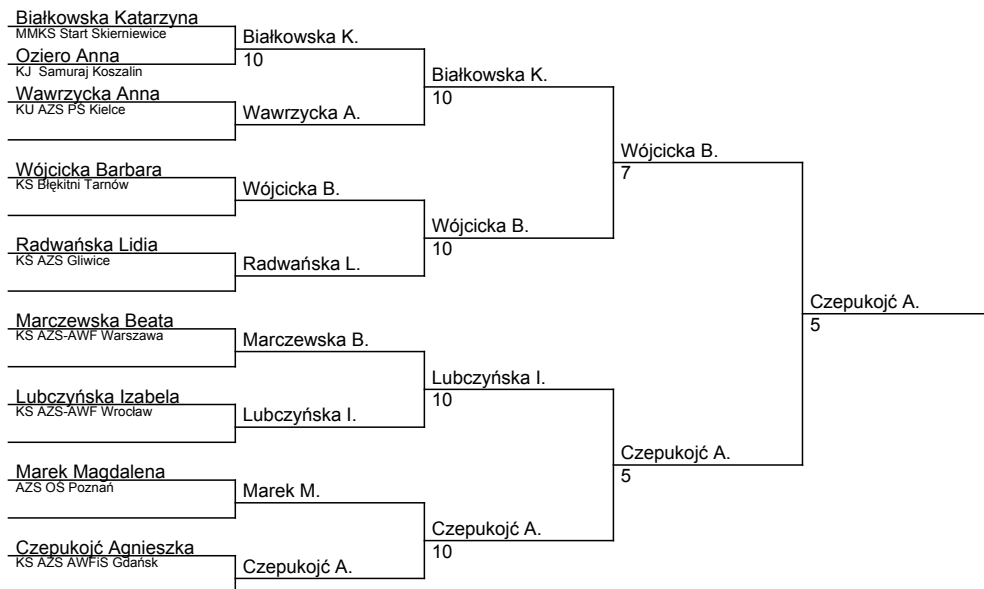 Białkowska Katarzyna
MMKS Start Skierniewice
Białkowska K.
10
Oziero Anna
KJ Samuraj Koszalin
Białkowska K.
10
Wawrzycka Anna
KU AZS PŚ Kielce
Wawrzycka A.
Wójcicka B.
7
Wójcicka Barbara
KS Błękitni Tarnów
Wójcicka B.
Wójcicka B.
10
Radwańska Lidia
KS AZS Gliwice
Radwańska L.
Czepukojć A.
5
Marczewska Beata
KS AZS-AWF Warszawa
Marczewska B.
Lubczyńska I.
10
Lubczyńska Izabela
KS AZS-AWF Wrocław
Lubczyńska I.
Czepukojć A.
5
Marek Magdalena
AZS OŚ Poznań
Marek M.
Czepukojć A.
10
Czepukojć Agnieszka
KS AZS AWFiS Gdańsk
Czepukojć A.